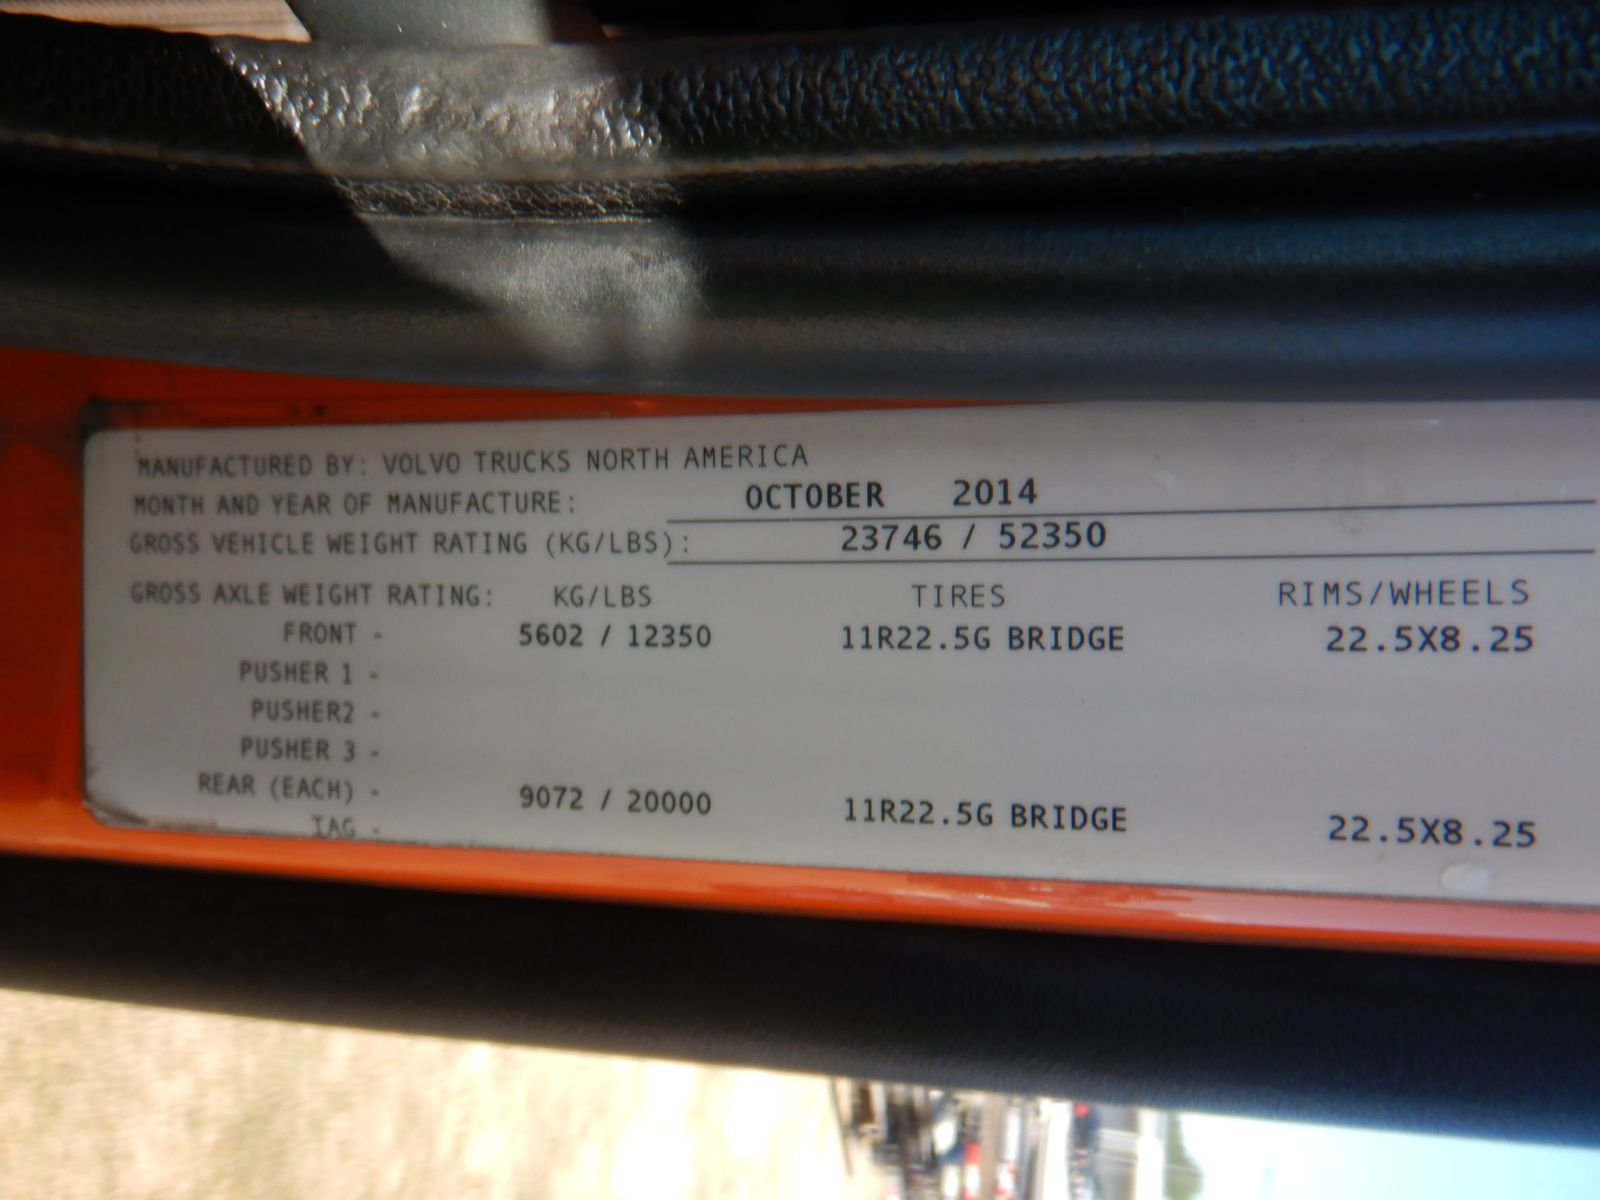 MANUFACTURED BY: VOLVO TRUCKS NORTH AMERICA
MONTH AND YEAR OF MANUFACTURE: OCTOBER 2014
GROSS VEHICLE WEIGHT RATING (KG/LBS): 23746 / 52350
GROSS AXLE WEIGHT RATING: KG/LBS TIRES RIMS/WHEELS
FRONT - 5602 / 12350 11R22.5G BRIDGE 22.5X8.25
PUSHER 1 -
PUSHER2 -
PUSHER 3 -
REAR (EACH) - 9072 / 20000 11R22.5G BRIDGE 22.5X8.25
TAG -